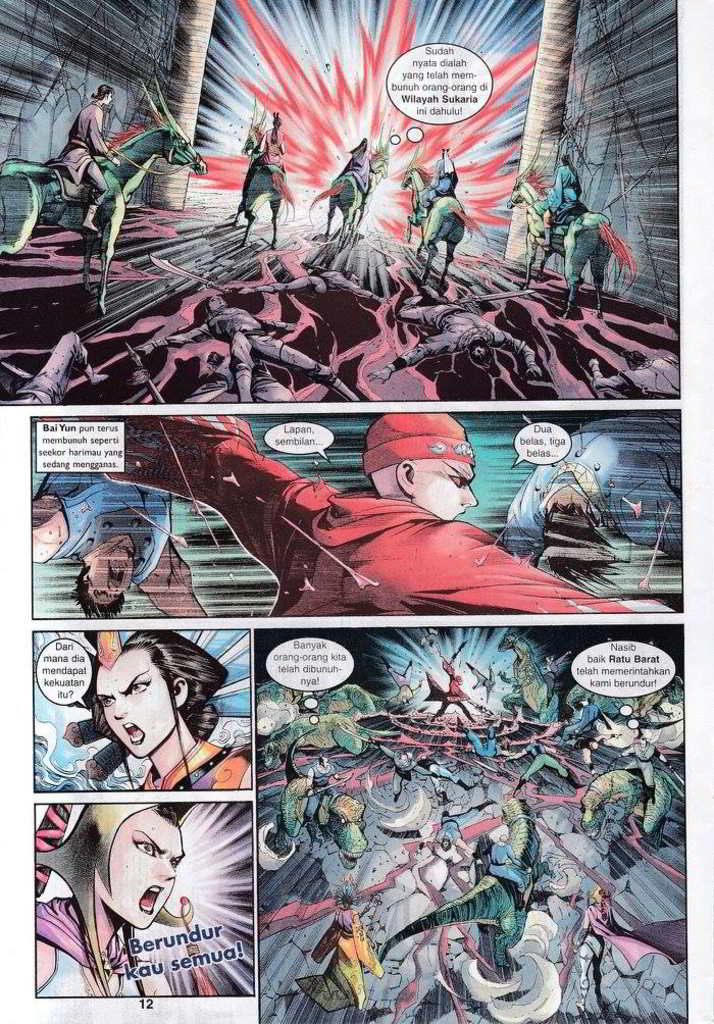 Sudah
nyata dialah
yang telah mem-
bunuh orang-orang di
Wilayah Sukaria
ini dahulu!
Bai Yun pun terus
membunuh seperti
seekor harimau yang
sedang mengganas.
Lapan,
sembilan...
Dua
belas, tiga
belas...
Dari
mana dia
mendapat
kekuatan
itu?
Banyak
orang-orang kita
telah dibunuh-
nya!
Nasib
baik Ratu Barat
telah memerintahkan
kami berundur!
Berundur
kau semua!
12